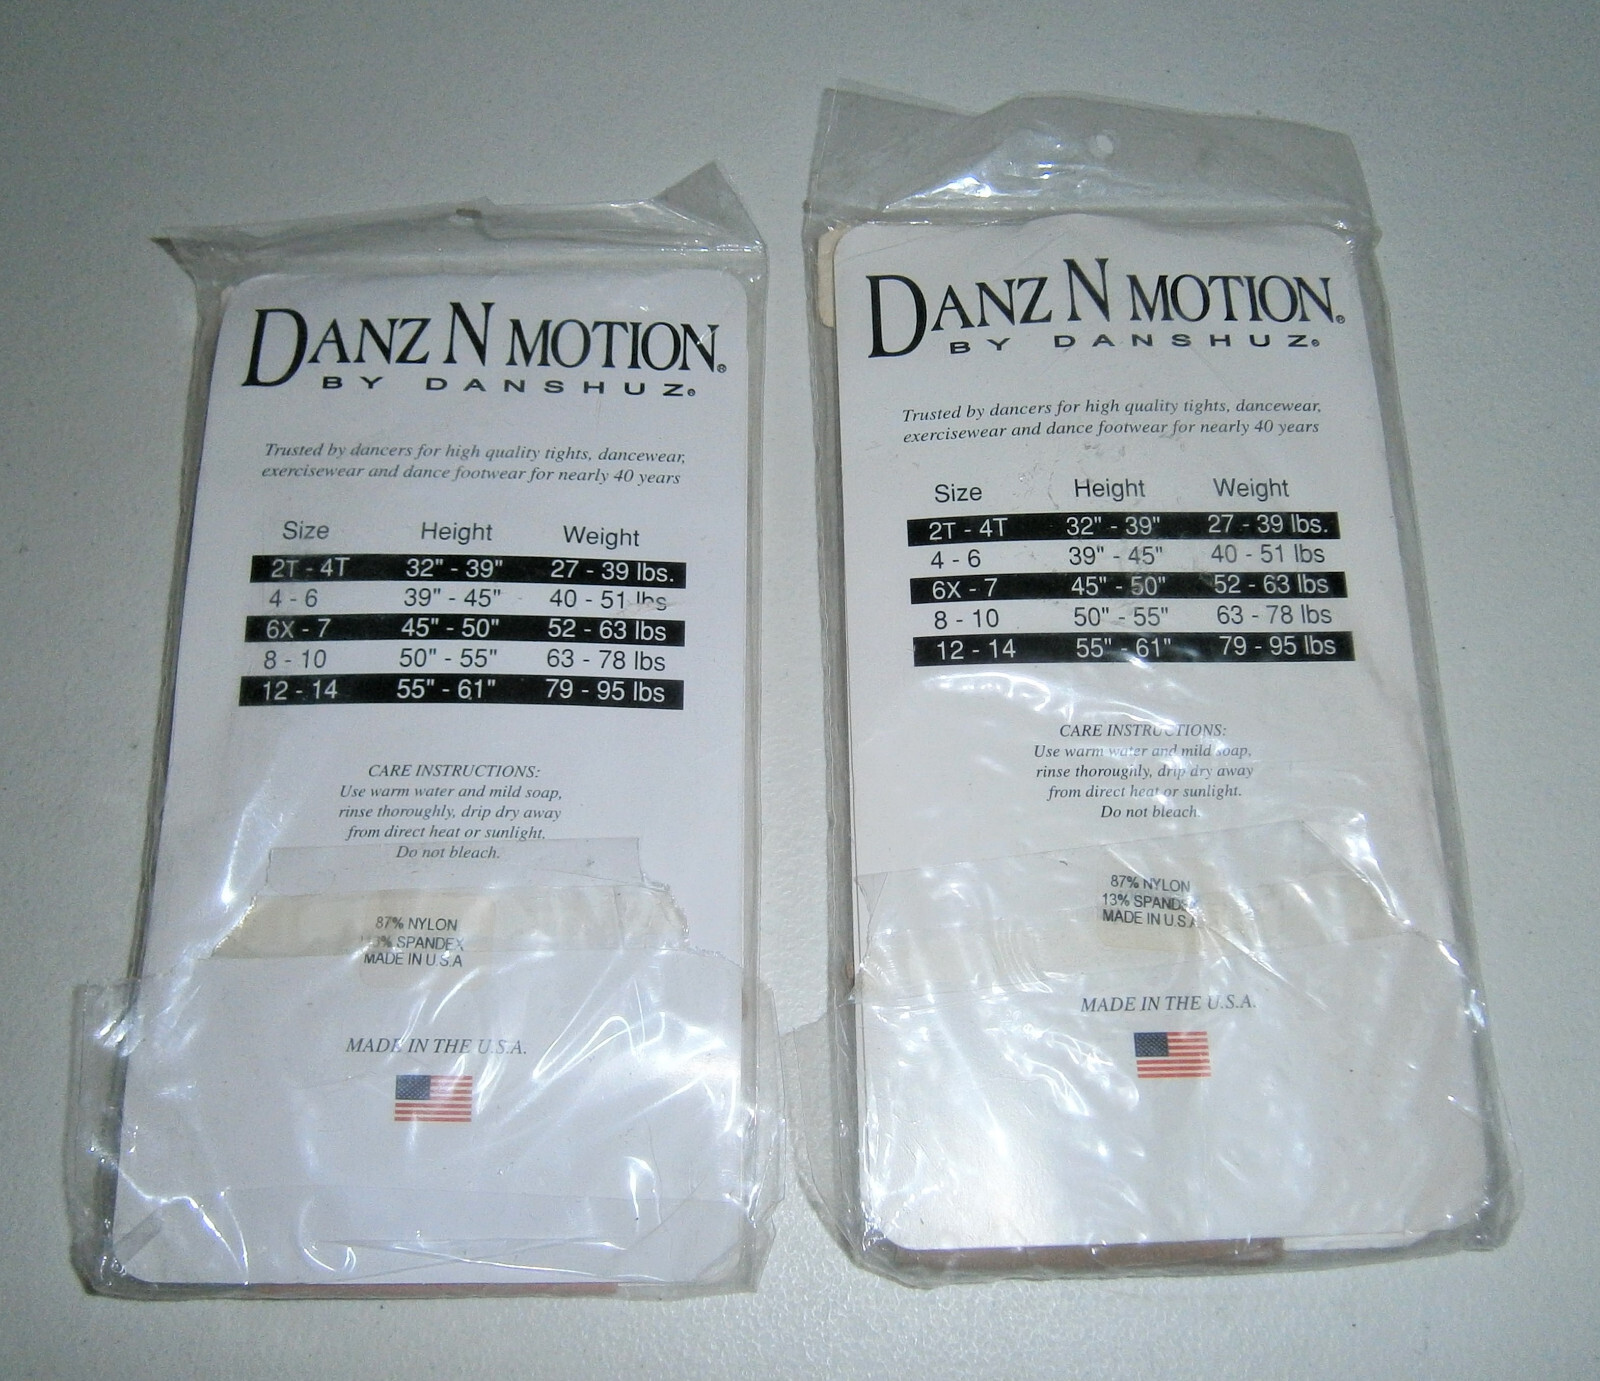 DANZ N MOTION®
BY DANSHUZ®
Trusted by dancers for high quality tights, dancewear,
exercisewear and dance footwear for nearly 40 years
Size Height Weight
2T - 4T 32" - 39" 27 - 39 lbs.
4 - 6 39" - 45" 40 - 51 lbs
6X - 7 45" - 50" 52 - 63 lbs
8 - 10 50" - 55" 63 - 78 lbs
12 - 14 55" - 61" 79 - 95 lbs
CARE INSTRUCTIONS:
Use warm water and mild soap,
rinse thoroughly, drip dry away
from direct heat or sunlight.
Do not bleach.
87% NYLON
13% SPANDEX
MADE IN U.S.A
MADE IN THE U.S.A.
DANZ N MOTION®
BY DANSHUZ®
Trusted by dancers for high quality tights, dancewear,
exercisewear and dance footwear for nearly 40 years
Size Height Weight
2T - 4T 32" - 39" 27 - 39 lbs.
4 - 6 39" - 45" 40 - 51 lbs
6X - 7 45" - 50" 52 - 63 lbs
8 - 10 50" - 55" 63 - 78 lbs
12 - 14 55" - 61" 79 - 95 lbs
CARE INSTRUCTIONS:
Use warm water and mild soap,
rinse thoroughly, drip dry away
from direct heat or sunlight.
Do not bleach.
87% NYLON
13% SPANDEX
MADE IN U.S.A
MADE IN THE U.S.A.